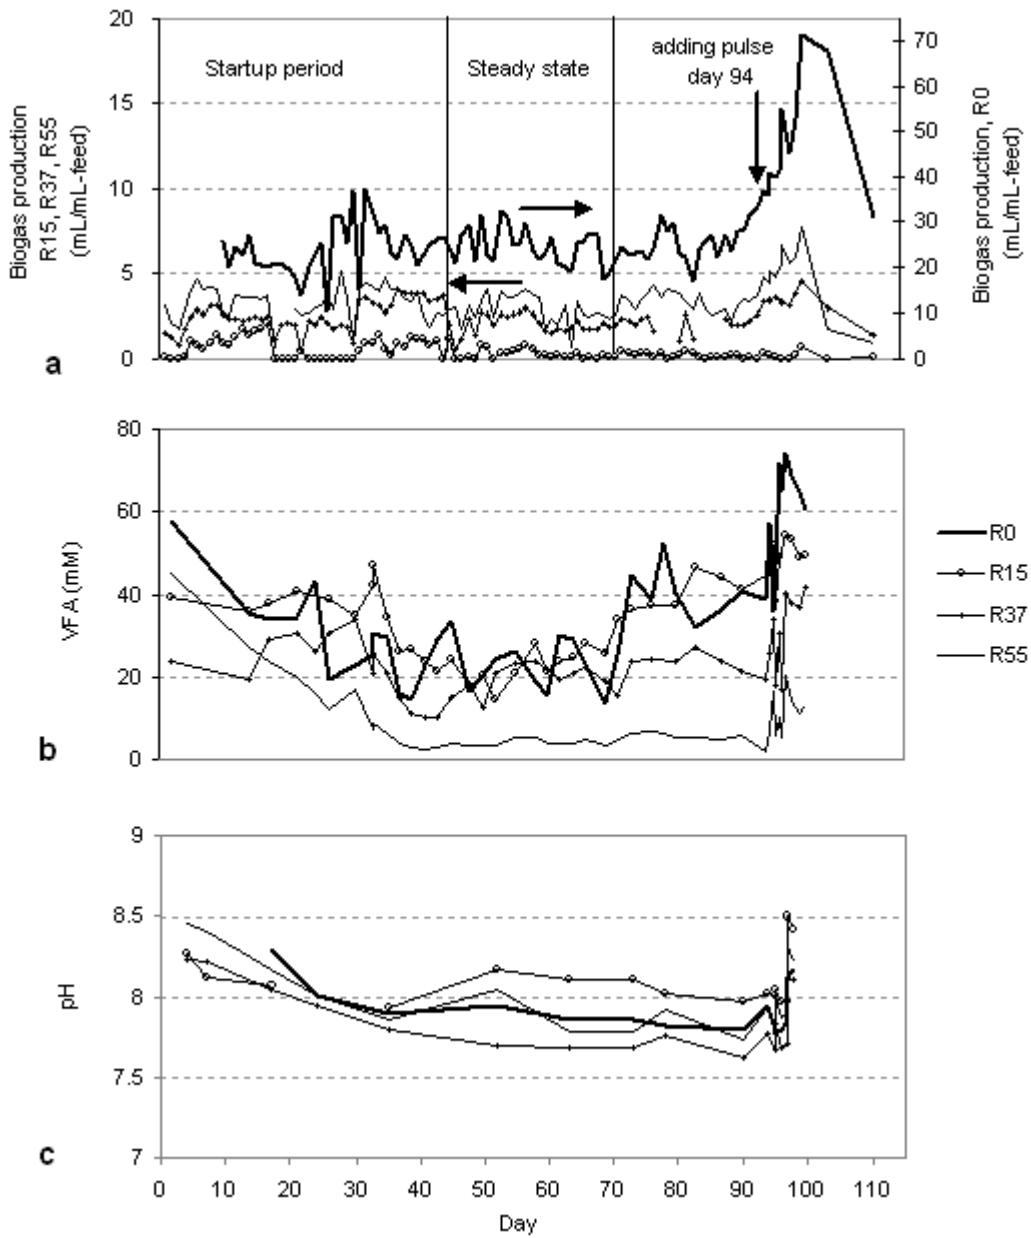 20
15
10
5
0
Biogas production
R15, R37, R55
(mL/mL-feed)
Startup period
Steady state
adding pulse
day 94
70
60
50
40
30
20
10
0
Biogas production, R0
(mL/mL-feed)
a
80
60
40
20
0
VFA (mM)
b
R0
R15
R37
R55
9
8.5
8
7.5
7
pH
c
0 10 20 30 40 50 60 70 80 90 100 110
Day